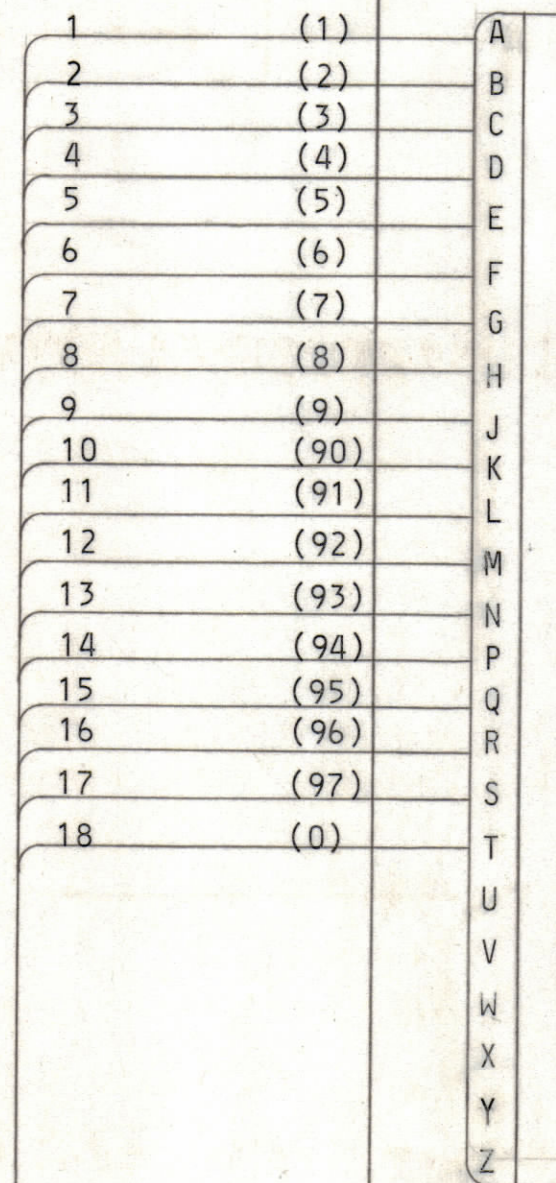 1 (1) A
2 (2) B
3 (3) C
4 (4) D
5 (5) E
6 (6) F
7 (7) G
8 (8) H
9 (9) J
10 (90) K
11 (91) L
12 (92) M
13 (93) N
14 (94) P
15 (95) Q
16 (96) R
17 (97) S
18 (0) T
U
V
W
X
Y
Z